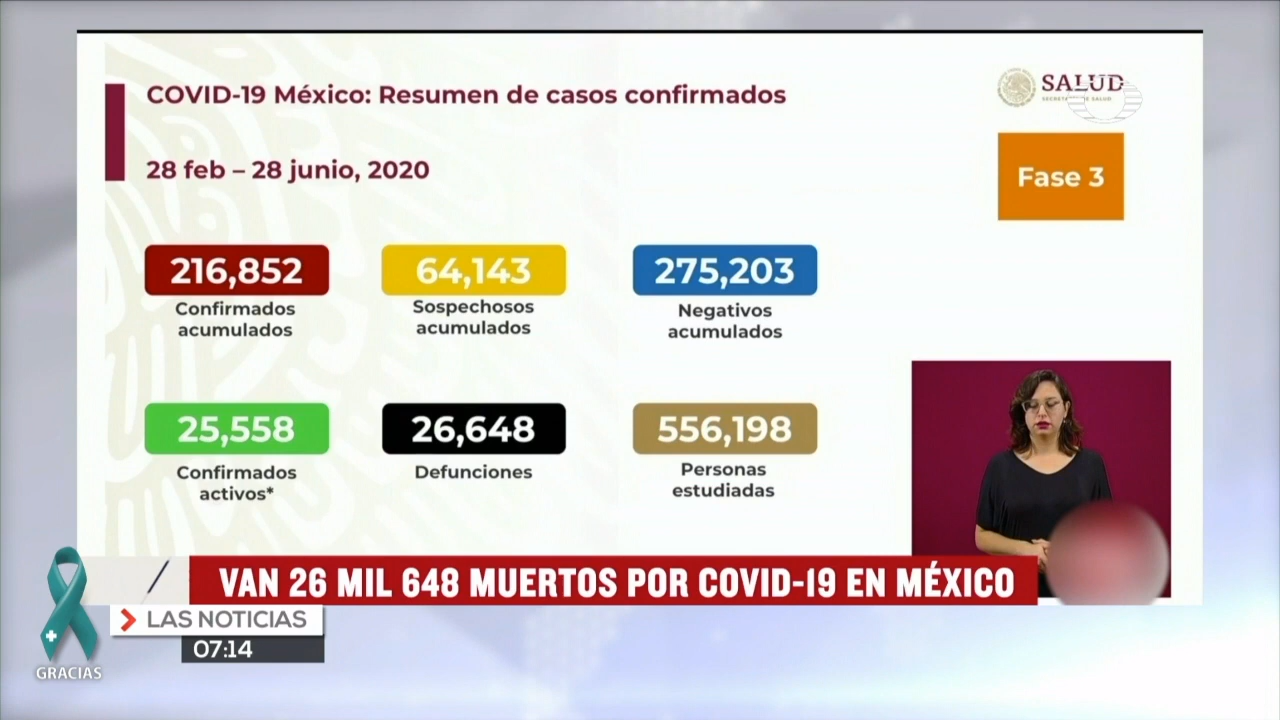 COVID-19 México: Resumen de casos confirmados
28 feb – 28 junio, 2020
SALUD
Fase 3
216,852
Confirmados
acumulados
64,143
Sospechosos
acumulados
275,203
Negativos
acumulados
25,558
Confirmados
activos*
26,648
Defunciones
556,198
Personas
estudiadas
VAN 26 MIL 648 MUERTOS POR COVID-19 EN MÉXICO
LAS NOTICIAS
07:14
GRACIAS